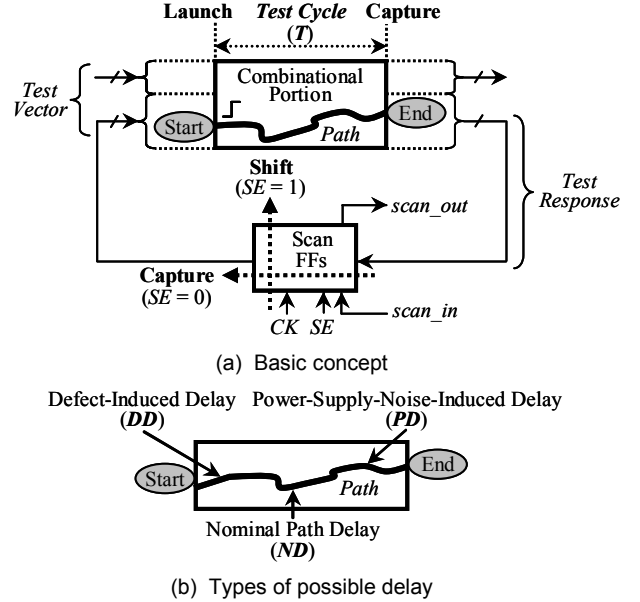 Launch
Test Cycle
(T)
Capture
Test
Vector
Combinational
Portion
Start
End
Path
Shift
(SE = 1)
Test
Response
scan_out
Scan
FFs
Capture
(SE = 0)
CK
SE
scan_in
(a) Basic concept
Defect-Induced Delay
(DD)
Power-Supply-Noise-Induced Delay
(PD)
Start
End
Path
Nominal Path Delay
(ND)
(b) Types of possible delay